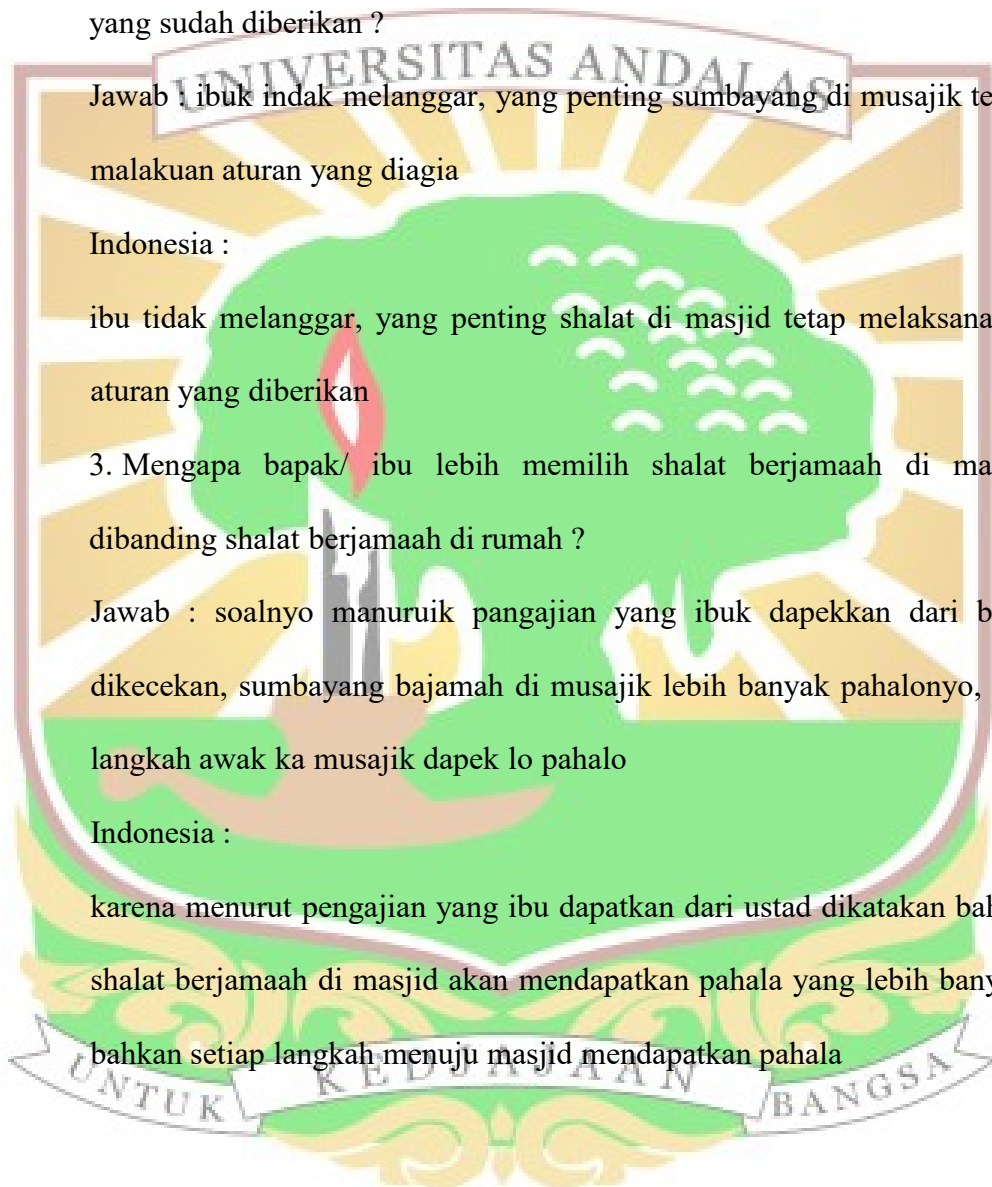 yang sudah diberikan ?
UNIVERSITAS ANDALAS
Jawab : ibuk indak melanggar, yang penting sumbayang di musajik
malakuan aturan yang diagia
Indonesia :
ibu tidak melanggar, yang penting shalat di masjid tetap
aturan yang diberikan
3. Mengapa bapak/ ibu lebih memilih shalat berjamaah di
dibanding shalat berjamaah di rumah ?
Jawab : soalnyo manuruik pangajian yang ibuk dapekkan dari
dikecekan, sumbayang bajamah di musajik lebih banyak pahalonyo,
langkah awak ka musajik dapek lo pahalo
Indonesia :
karena menurut pengajian yang ibu dapatkan dari ustad dikatakan
shalat berjamaah di masjid akan mendapatkan pahala yang lebih
bahkan setiap langkah menuju masjid mendapatkan pahala
UNTUK KEDJAJAAN BANGSA